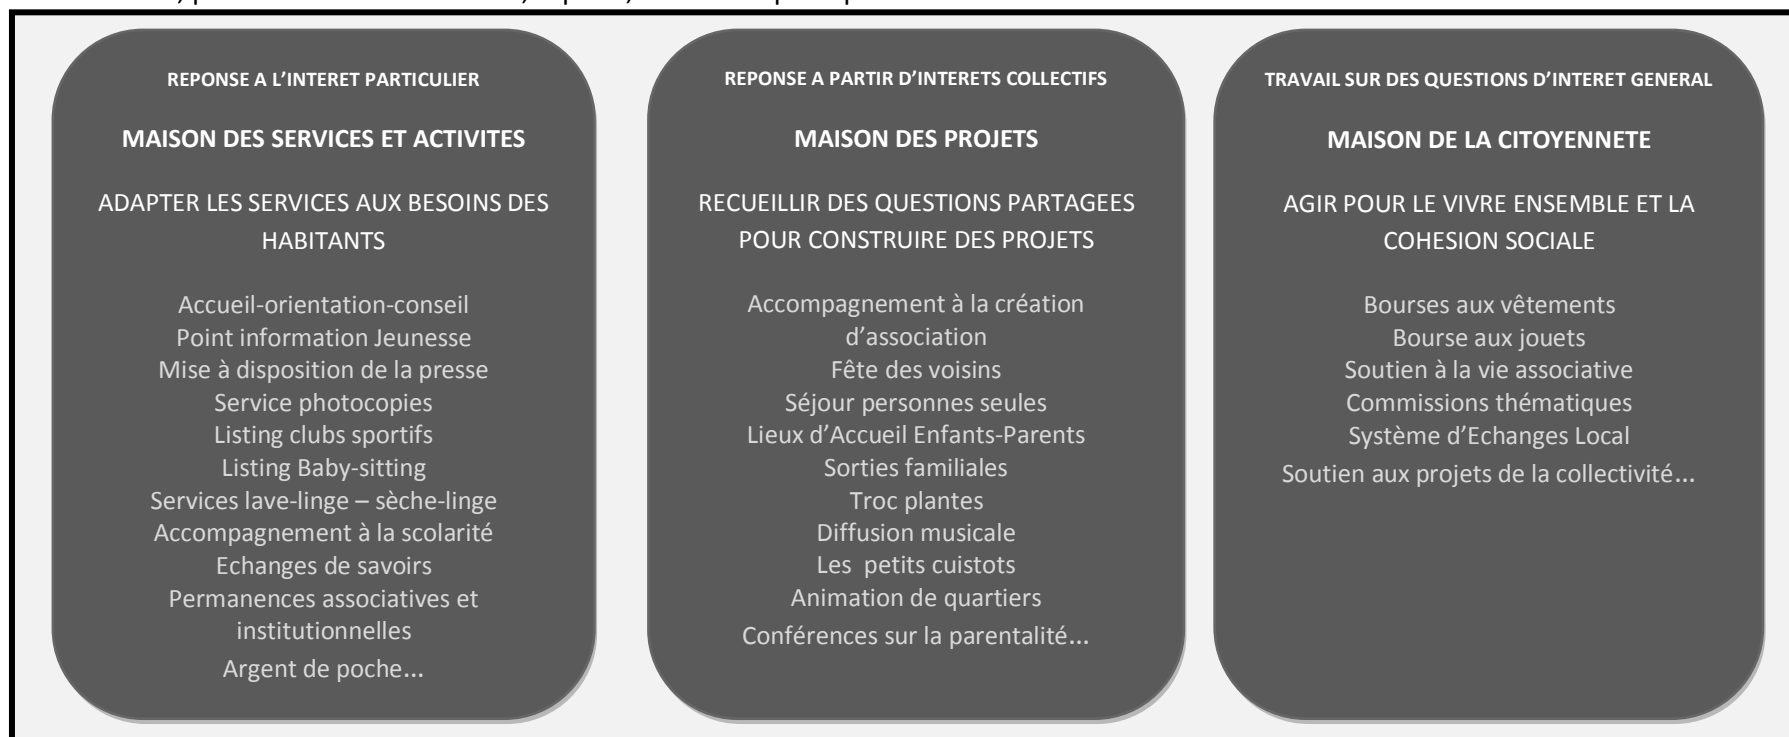 REPONSE A L'INTERET PARTICULIER
MAISON DES SERVICES ET ACTIVITES
ADAPTER LES SERVICES AUX BESOINS DES
HABITANTS
Accueil-orientation-conseil
Point information Jeunesse
Mise à disposition de la presse
Service photocopies
Listing clubs sportifs
Listing Baby-sitting
Services lave-linge – sèche-linge
Accompagnement à la scolarité
Echanges de savoirs
Permanences associatives et
institutionnelles
Argent de poche...
REPONSE A PARTIR D'INTERETS COLLECTIFS
MAISON DES PROJETS
RECUEILLIR DES QUESTIONS PARTAGEES
POUR CONSTRUIRE DES PROJETS
Accompagnement à la création
d'association
Fête des voisins
Séjour personnes seules
Lieux d'Accueil Enfants-Parents
Sorties familiales
Troc plantes
Diffusion musicale
Les  petits cuistots
Animation de quartiers
Conférences sur la parentalité...
TRAVAIL SUR DES QUESTIONS D'INTERET GENERAL
MAISON DE LA CITOYENNETE
AGIR POUR LE VIVRE ENSEMBLE ET LA
COHESION SOCIALE
Bourses aux vêtements
Bourse aux jouets
Soutien à la vie associative
Commissions thématiques
Système d'Echanges Local
Soutien aux projets de la collectivité...